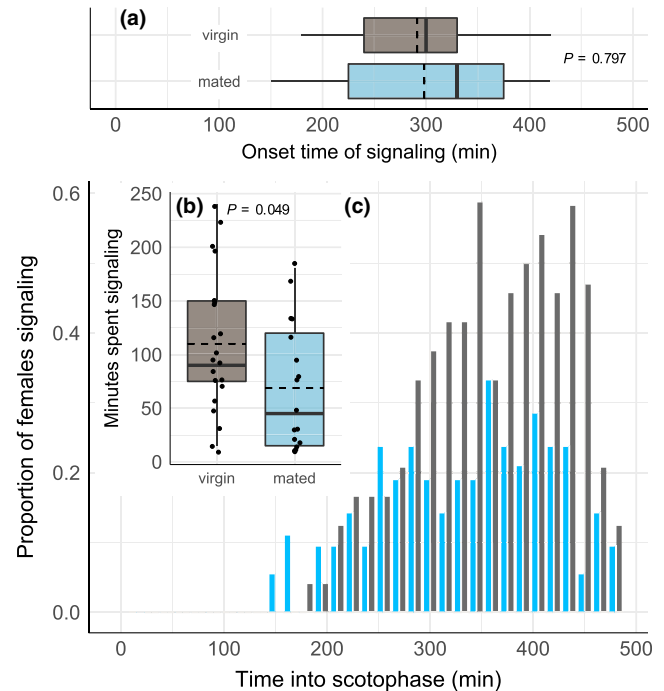 (a)
virgin
mated
P = 0.797
0 100 200 300 400 500
Onset time of signaling (min)
Proportion of females signaling
0.6
0.4
0.2
0.0
(b)
P = 0.049
Minutes spent signaling
250
200
150
100
50
0
virgin mated
(c)
0 100 200 300 400 500
Time into scotophase (min)